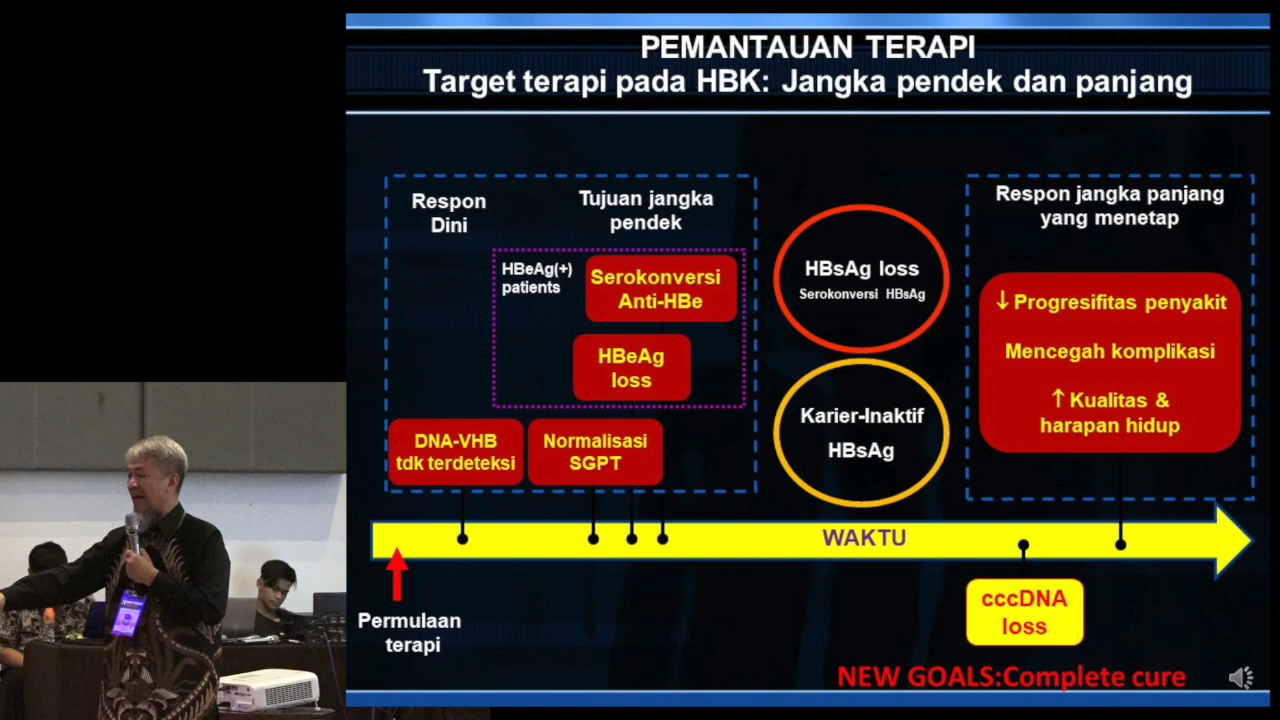 PEMANTAUAN TERAPI
Target terapi pada HBK: Jangka pendek dan panjang
Respon
Dini
Tujuan jangka
pendek
HBeAg(+)
patients
Serokonversi
Anti-HBe
HBeAg
loss
DNA-VHB
tdk terdeteksi
Normalisasi
SGPT
HBsAg loss
Serokonversi HBsAg
Karier-Inaktif
HBsAg
Respon jangka panjang
yang menetap
↓ Progresifitas penyakit
Mencegah komplikasi
↑ Kualitas &
harapan hidup
WAKTU
Permulaan
terapi
cccDNA
loss
NEW GOALS:Complete cure